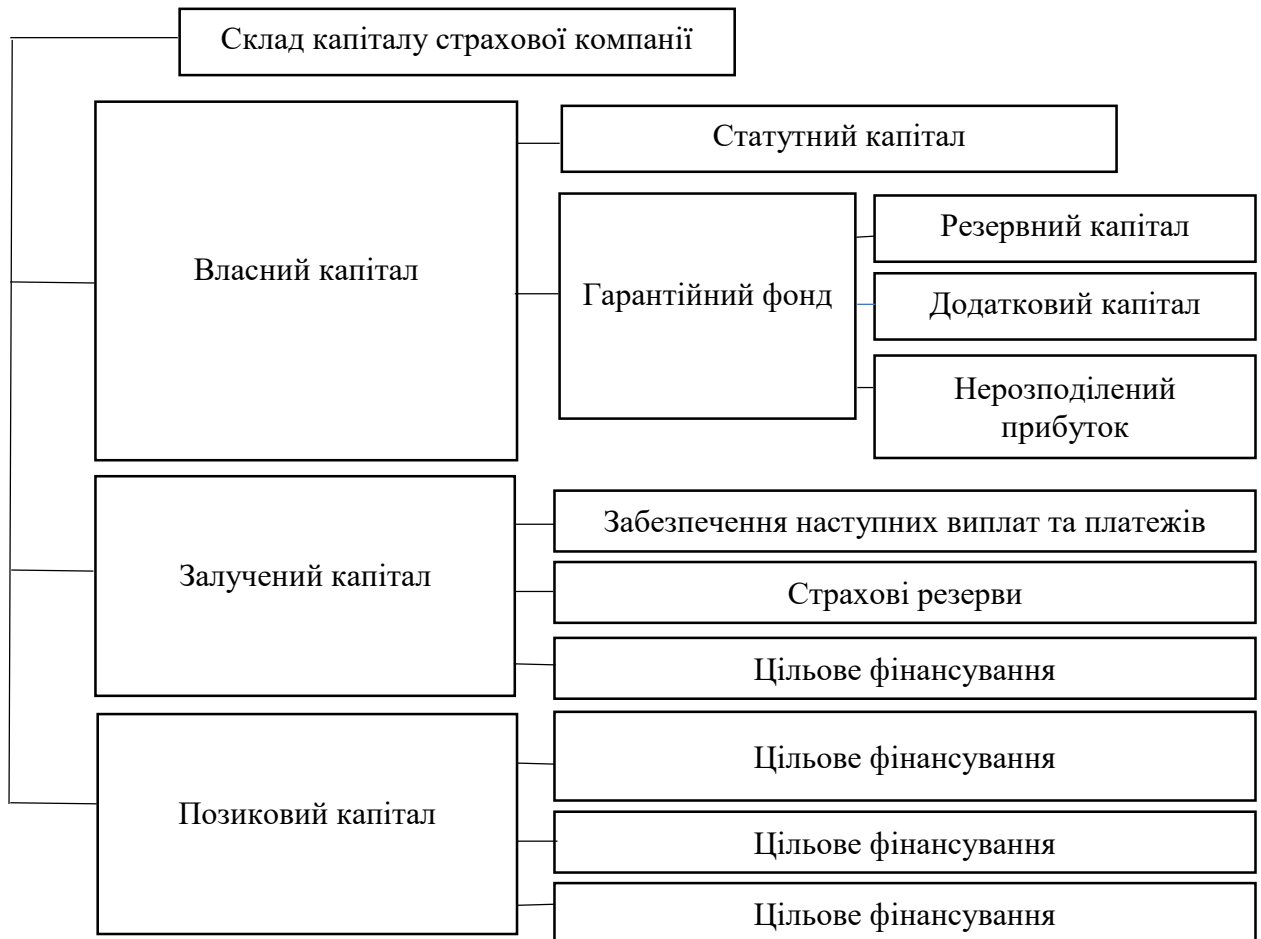 Склад капіталу страхової компанії
Власний капітал
Статутний капітал
Гарантійний фонд
Резервний капітал
Додатковий капітал
Нерозподілений
прибуток
Залучений капітал
Забезпечення наступних виплат та платежів
Страхові резерви
Цільове фінансування
Позиковий капітал
Цільове фінансування
Цільове фінансування
Цільове фінансування